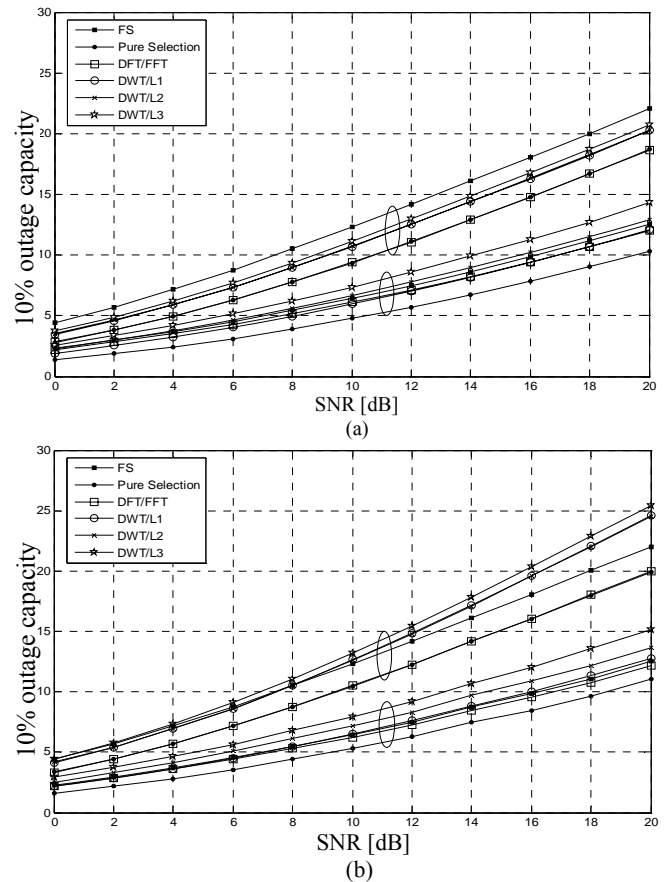 (a)
30
25
20
15
10
5
0
10% outage capacity
FS
Pure Selection
DFT/FFT
DWT/L1
DWT/L2
DWT/L3
0 2 4 6 8 10 12 14 16 18 20
SNR [dB]
(a)
30
25
20
15
10
5
0
10% outage capacity
FS
Pure Selection
DFT/FFT
DWT/L1
DWT/L2
DWT/L3
0 2 4 6 8 10 12 14 16 18 20
SNR [dB]
(b)